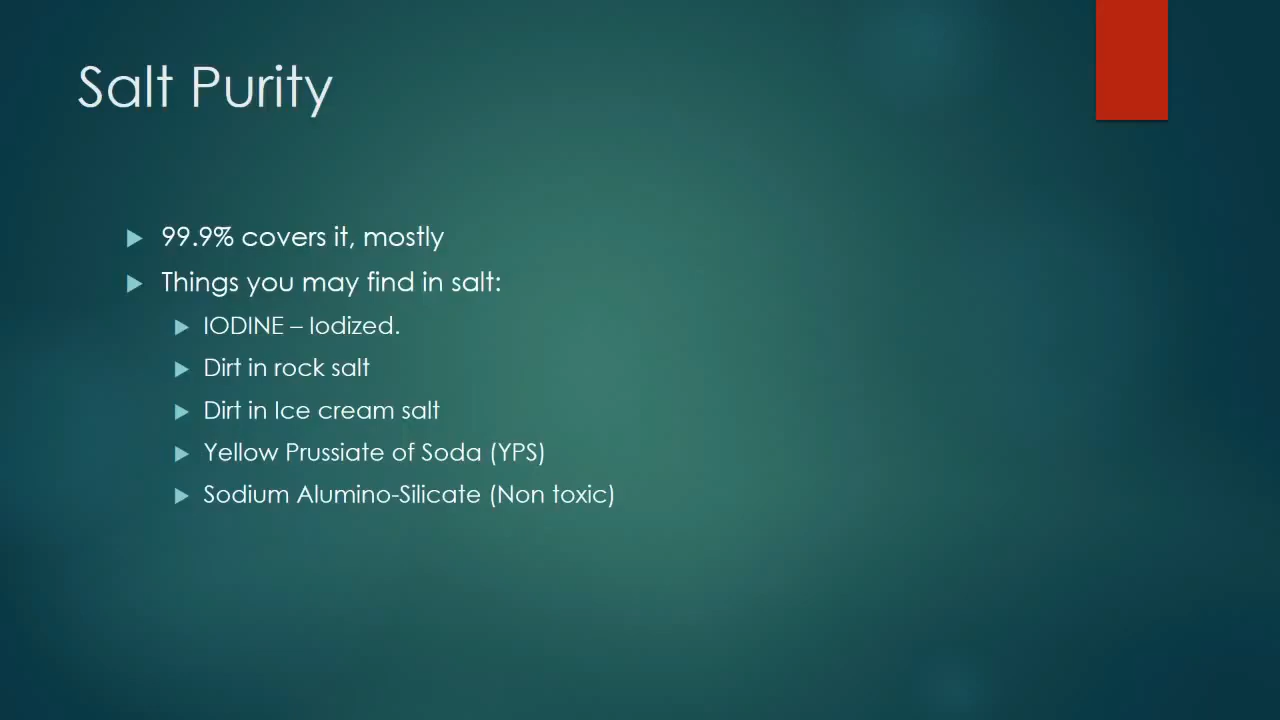 Salt Purity
99.9% covers it, mostly
Things you may find in salt:
IODINE – Iodized.
Dirt in rock salt
Dirt in Ice cream salt
Yellow Prussiate of Soda (YPS)
Sodium Alumino-Silicate (Non toxic)